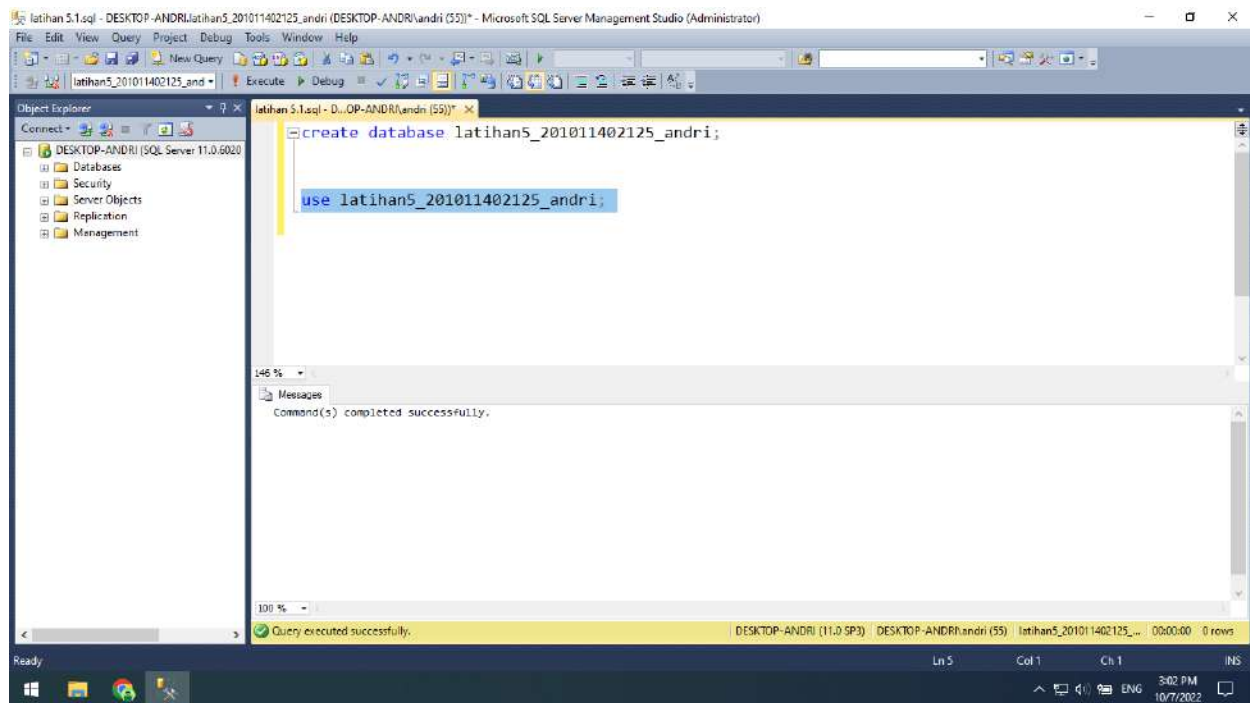 latihan 5.1.sql - DESKTOP-ANDRI.latihan5_201011402125_andri (DESKTOP-ANDRI\andri (55))* - Microsoft SQL Server Management Studio (Administrator)
File Edit View Query Project Debug Tools Window Help
New Query
latihan5_201011402125_and Execute Debug
Object Explorer
latihan 5.1.sql - D...OP-ANDRI\andri (55))*
Connect
DESKTOP-ANDRI (SQL Server 11.0.6020
Databases
Security
Server Objects
Replication
Management
create database latihan5_201011402125_andri;
use latihan5_201011402125_andri;
146 %
Messages
Command(s) completed successfully.
100 %
Query executed successfully. DESKTOP-ANDRI (11.0 SP3) DESKTOP-ANDRI\andri (55) latihan5_201011402125_... 00:00:00 0 rows
Ready Ln 5 Col 1 Ch 1 INS
ENG
3:02 PM
10/7/2022